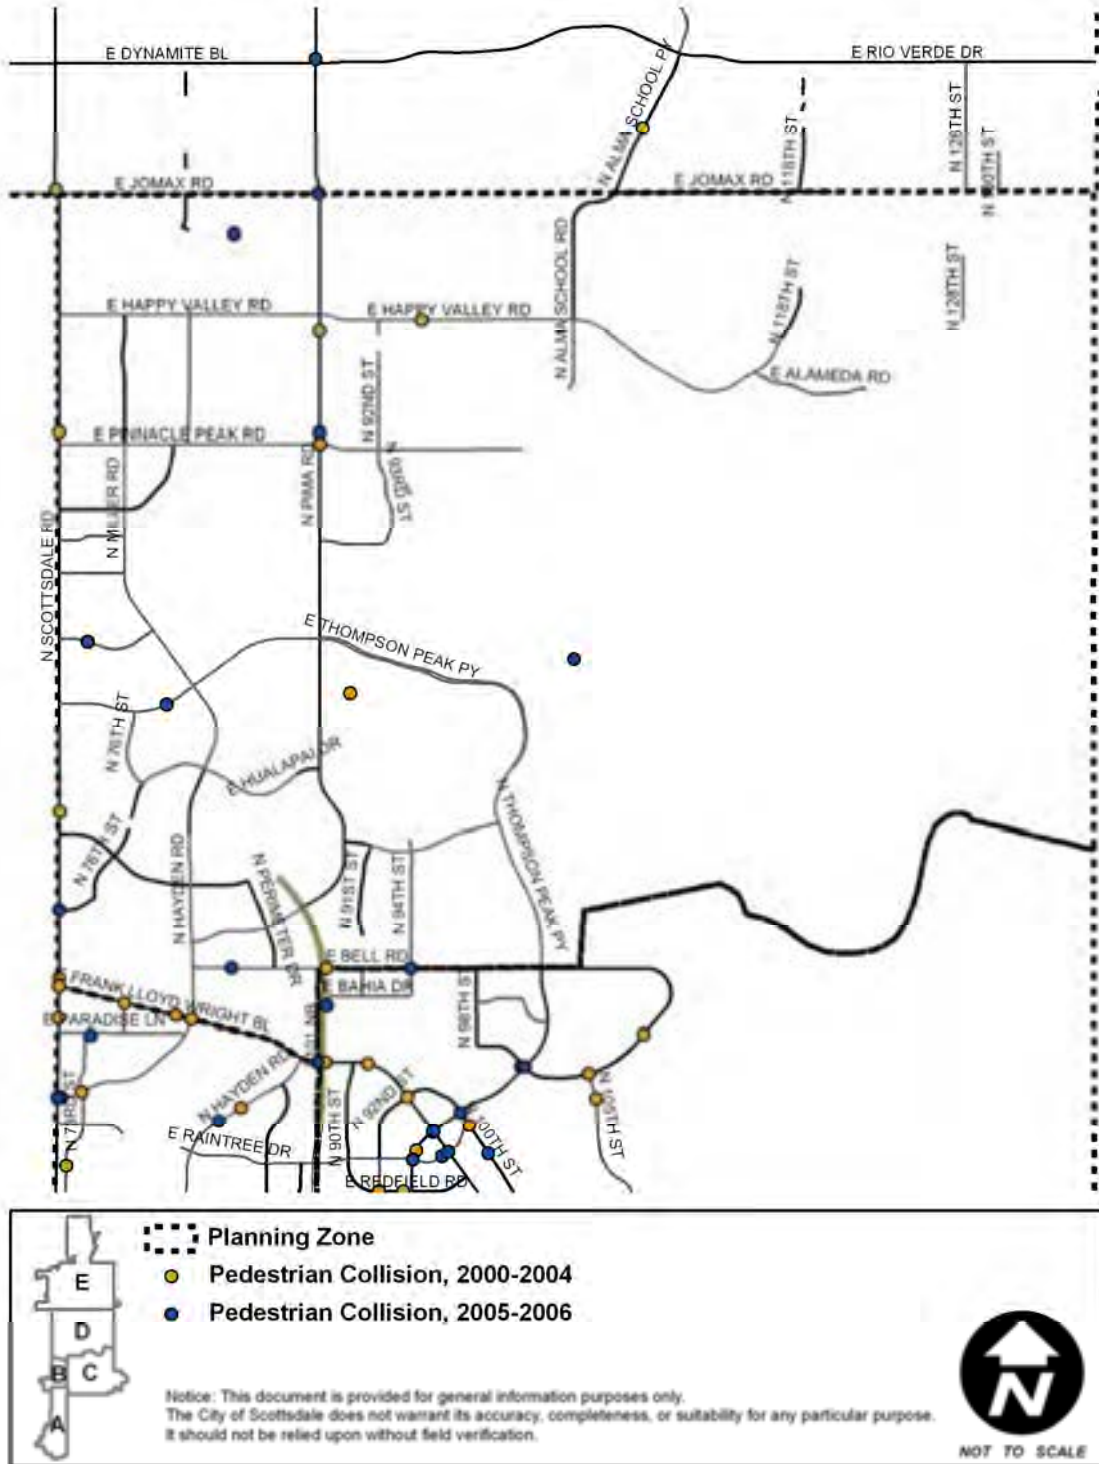 E DYNAMITE BL
E RIO VERDE DR
N ALMA SCHOOL PY
N 118TH ST
N 126TH ST
E JOMAX RD
E JOMAX RD
N ALMA SCHOOL RD
E HAPPY VALLEY RD
E HAPPY VALLEY RD
N 118TH ST
N 128TH ST
E ALAMEDA RD
N 92ND ST
E PINNACLE PEAK RD
N 93RD ST
N PIMA RD
N MILLER RD
N SCOTTSDALE RD
E THOMPSON PEAK PY
N 76TH ST
E HUALAPAI DR
N THOMPSON PEAK PY
N 76TH ST
N HAYDEN RD
N PERIMETER DR
N 91ST ST
N 94TH ST
E BELL RD
E BAHIA DR
E FRANK LLOYD WRIGHT BL
E PARADISE LN
N 98TH ST
N HAYDEN RD
N 73RD ST
N 90TH ST
N 92ND ST
N 100TH ST
N 105TH ST
E RAINTREE DR
E REDFIELD RD
E
D
B
C
A
Planning Zone
Pedestrian Collision, 2000-2004
Pedestrian Collision, 2005-2006
Notice: This document is provided for general information purposes only.
The City of Scottsdale does not warrant its accuracy, completeness, or suitability for any particular purpose.
It should not be relied upon without field verification.
N
NOT TO SCALE